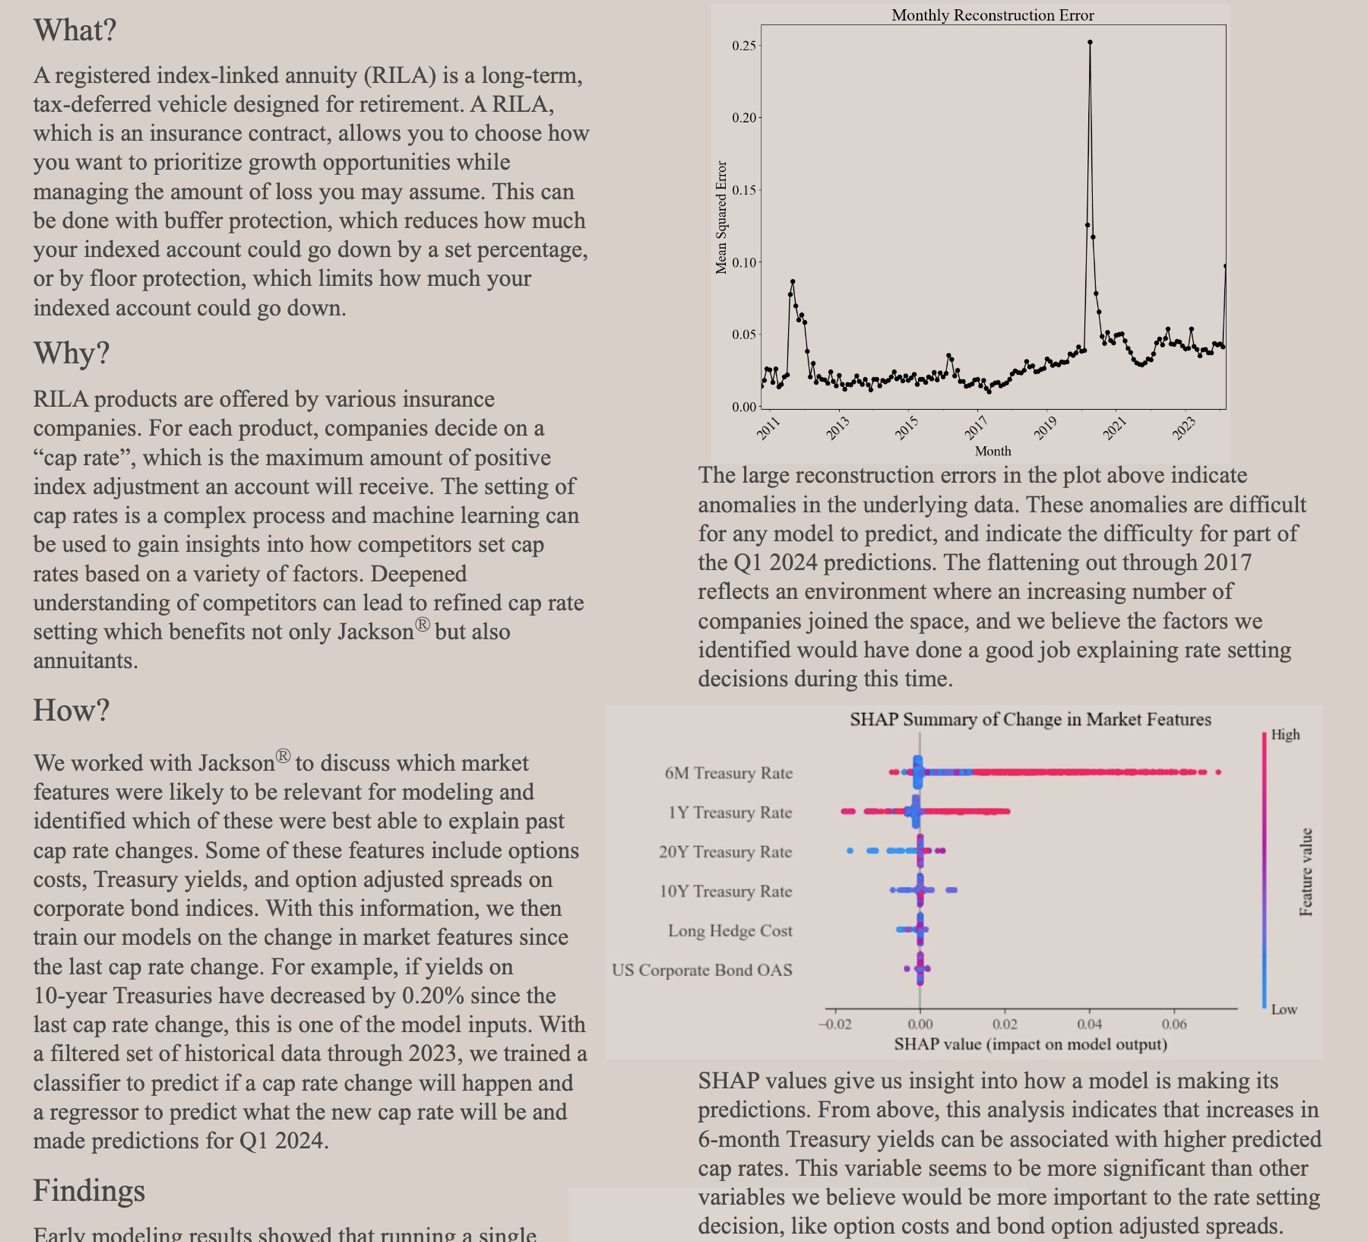 What?
A registered index-linked annuity (RILA) is a long-term,
tax-deferred vehicle designed for retirement. A RILA,
which is an insurance contract, allows you to choose how
you want to prioritize growth opportunities while
managing the amount of loss you may assume. This can
be done with buffer protection, which reduces how much
your indexed account could go down by a set percentage,
or by floor protection, which limits how much your
indexed account could go down.
Why?
RILA products are offered by various insurance
companies. For each product, companies decide on a
“cap rate”, which is the maximum amount of positive
index adjustment an account will receive. The setting of
cap rates is a complex process and machine learning can
be used to gain insights into how competitors set cap
rates based on a variety of factors. Deepened
understanding of competitors can lead to refined cap rate
setting which benefits not only Jackson® but also
annuitants.
How?
We worked with Jackson® to discuss which market
features were likely to be relevant for modeling and
identified which of these were best able to explain past
cap rate changes. Some of these features include options
costs, Treasury yields, and option adjusted spreads on
corporate bond indices. With this information, we then
train our models on the change in market features since
the last cap rate change. For example, if yields on
10-year Treasuries have decreased by 0.20% since the
last cap rate change, this is one of the model inputs. With
a filtered set of historical data through 2023, we trained a
classifier to predict if a cap rate change will happen and
a regressor to predict what the new cap rate will be and
made predictions for Q1 2024.
Findings
Early modeling results showed that running a single
Monthly Reconstruction Error
Mean Squared Error
0.25
0.20
0.15
0.10
0.05
0.00
2011
2013
2015
2017
2019
2021
2023
Month
The large reconstruction errors in the plot above indicate
anomalies in the underlying data. These anomalies are difficult
for any model to predict, and indicate the difficulty for part of
the Q1 2024 predictions. The flattening out through 2017
reflects an environment where an increasing number of
companies joined the space, and we believe the factors we
identified would have done a good job explaining rate setting
decisions during this time.
SHAP Summary of Change in Market Features
6M Treasury Rate
1Y Treasury Rate
20Y Treasury Rate
10Y Treasury Rate
Long Hedge Cost
US Corporate Bond OAS
−0.02
0.00
0.02
0.04
0.06
SHAP value (impact on model output)
High
Feature value
Low
SHAP values give us insight into how a model is making its
predictions. From above, this analysis indicates that increases in
6-month Treasury yields can be associated with higher predicted
cap rates. This variable seems to be more significant than other
variables we believe would be more important to the rate setting
decision, like option costs and bond option adjusted spreads.